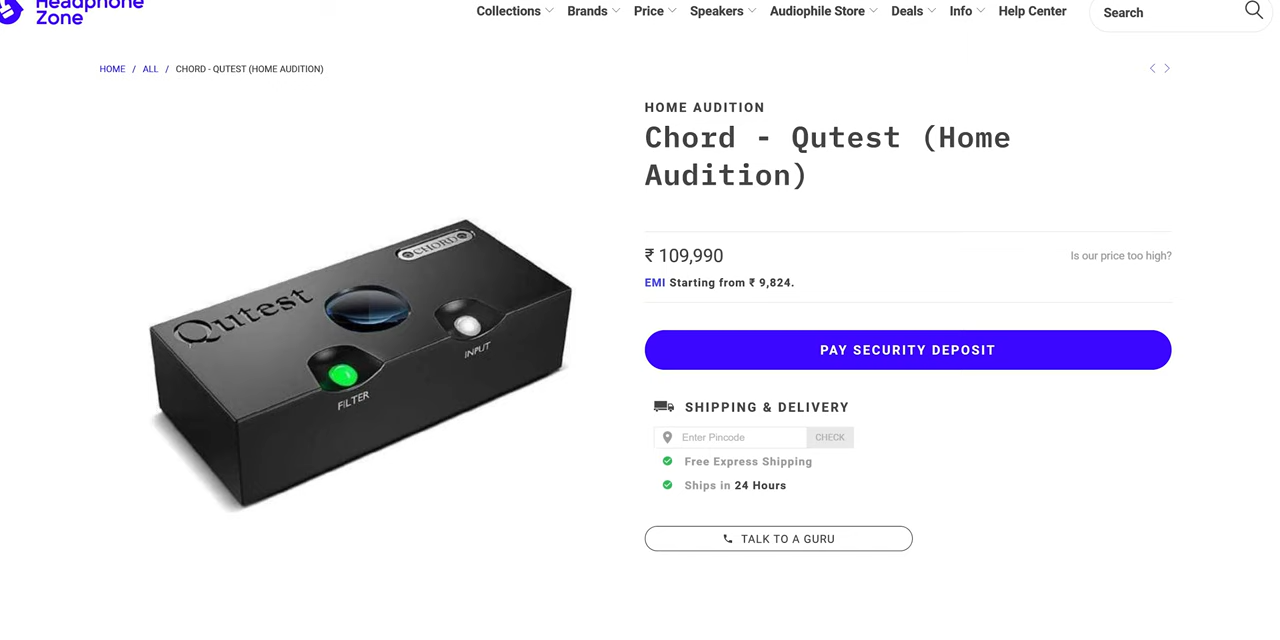 Headphone
Zone
Collections Brands Price Speakers Audiophile Store Deals Info Help Center
Search
HOME / ALL / CHORD - QUTEST (HOME AUDITION)
HOME AUDITION
Chord - Qutest (Home
Audition)
₹ 109,990
Is our price too high?
EMI Starting from ₹ 9,824.
PAY SECURITY DEPOSIT
SHIPPING & DELIVERY
Enter Pincode CHECK
Free Express Shipping
Ships in 24 Hours
TALK TO A GURU
CHORD
Qutest
INPUT
FILTER